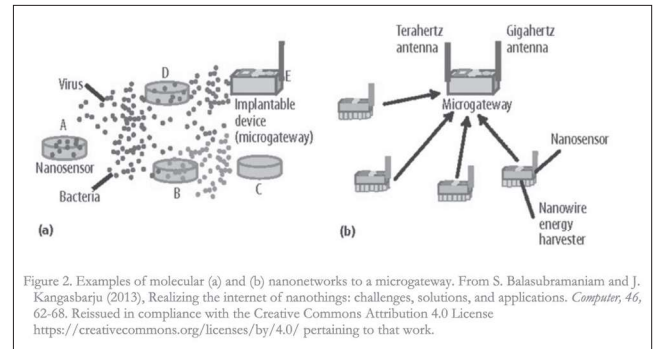 Terahertz antenna
Gigahertz antenna
D
E
Virus
A
Implantable device (microgateway)
Microgateway
Nanosensor
Bacteria
B
C
Nanosensor
Nanowire energy harvester
(a)
(b)
Figure 2. Examples of molecular (a) and (b) nanonetworks to a microgateway. From S. Balasubramaniam and J.
Kangasbarju (2013), Realizing the internet of nanothings: challenges, solutions, and applications. Computer, 46,
62-68. Reissued in compliance with the Creative Commons Attribution 4.0 License
https://creativecommons.org/licenses/by/4.0/ pertaining to that work.